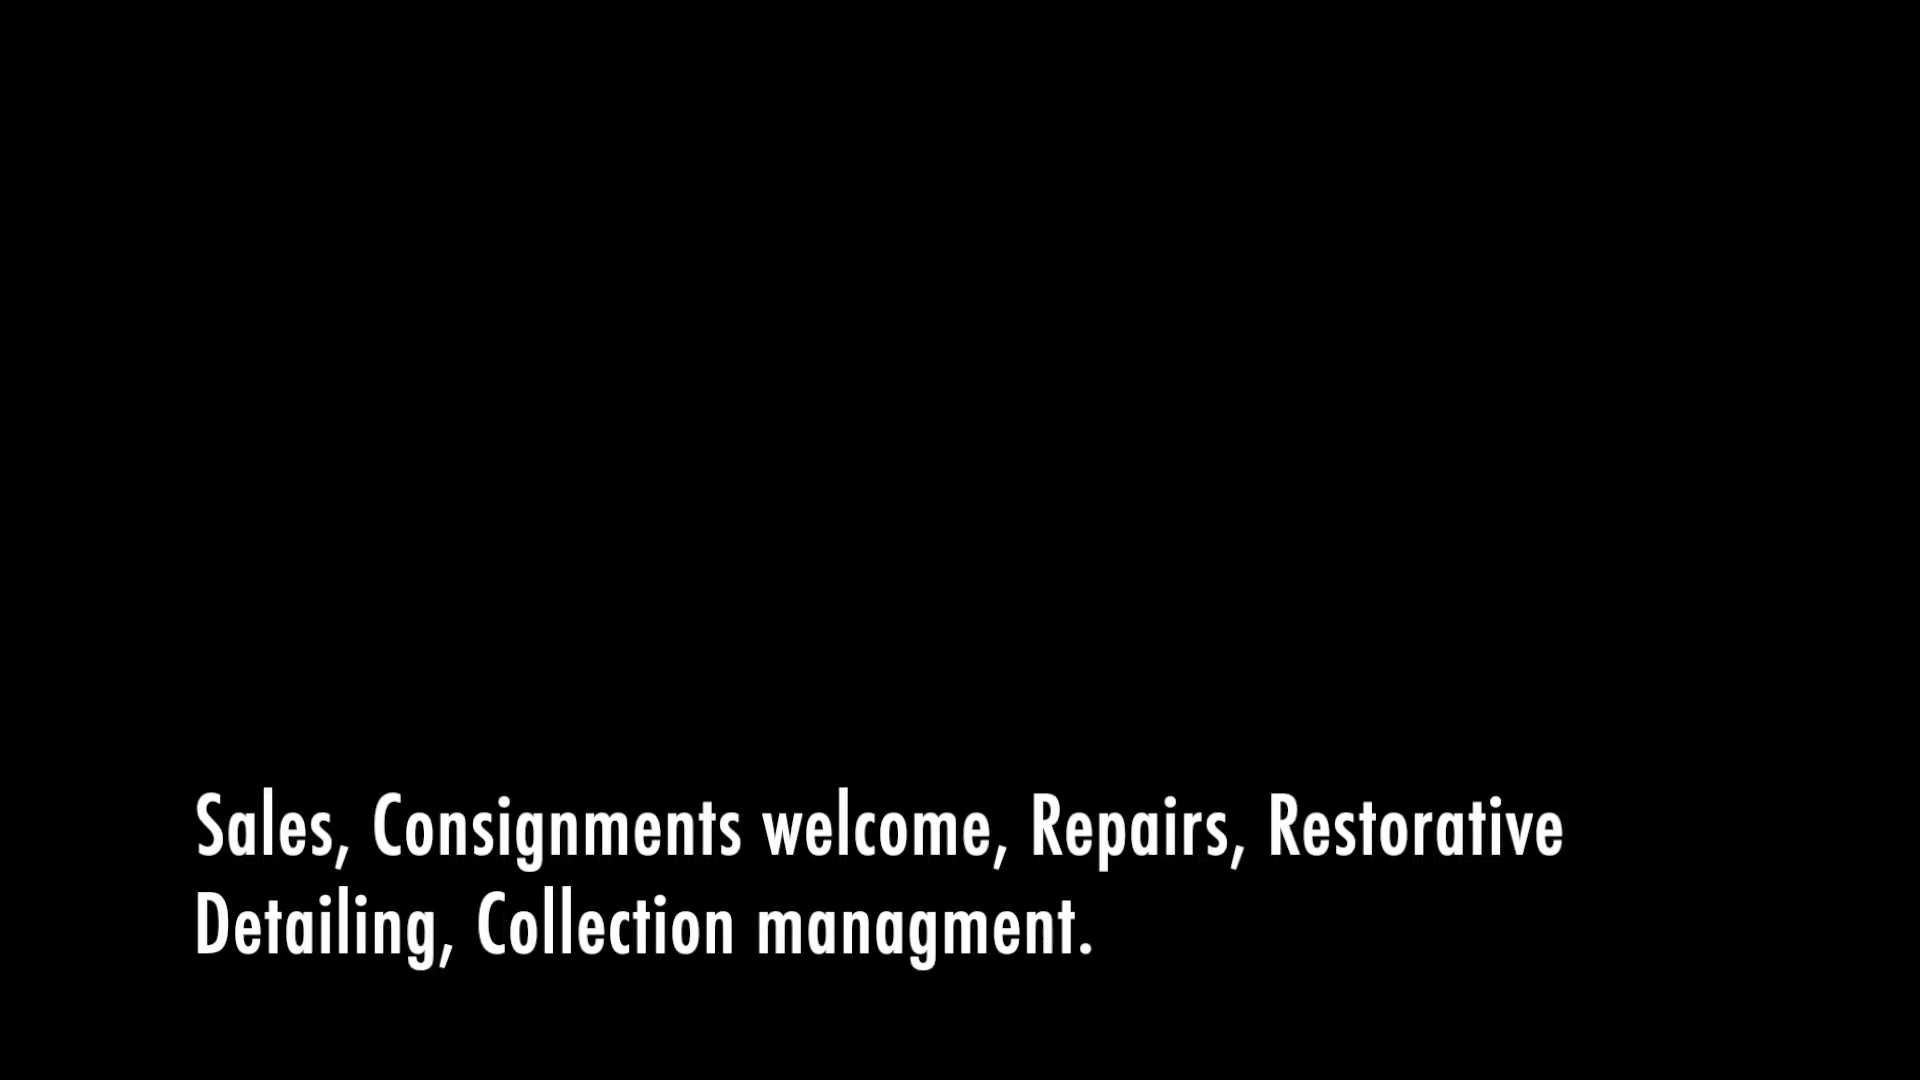 Sales, Consignments welcome, Repairs, Restorative
Detailing, Collection managment.